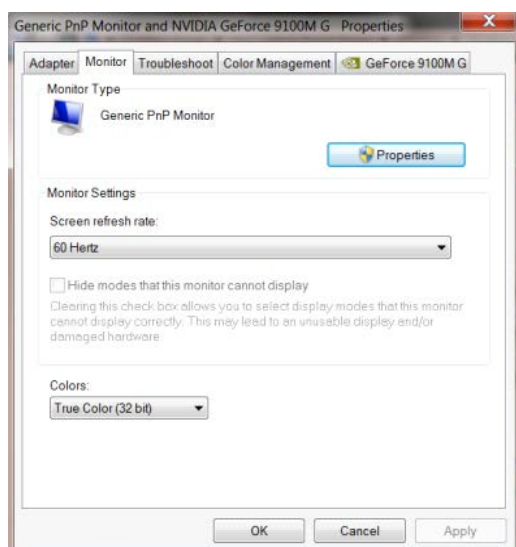 Generic PnP Monitor and NVIDIA GeForce 9100M G Properties
Adapter Monitor Troubleshoot Color Management GeForce 9100M G
Monitor Type
Generic PnP Monitor
Properties
Monitor Settings
Screen refresh rate:
60 Hertz
Hide modes that this monitor cannot display
Clearing this check box allows you to select display modes that this monitor
cannot display correctly. This may lead to an unusable display and/or
damaged hardware.
Colors:
True Color (32 bit)
OK Cancel Apply